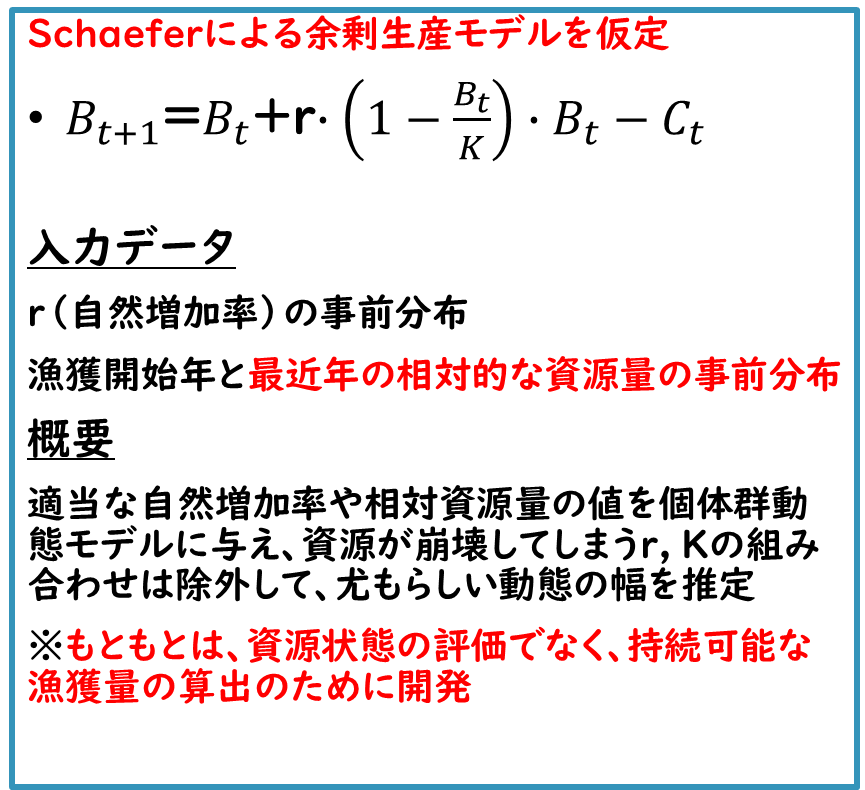 Schaeferによる余剰生産モデルを仮定
• B_{t+1}=B_t+r·(1 − B_t/K)·B_t − C_t
入力データ
r（自然増加率）の事前分布
漁獲開始年と最近年の相対的な資源量の事前分布
概要
適当な自然増加率や相対資源量の値を個体群動
態モデルに与え、資源が崩壊してしまうr, Kの組み
合わせは除外して、尤もらしい動態の幅を推定
※もともとは、資源状態の評価でなく、持続可能な
漁獲量の算出のために開発